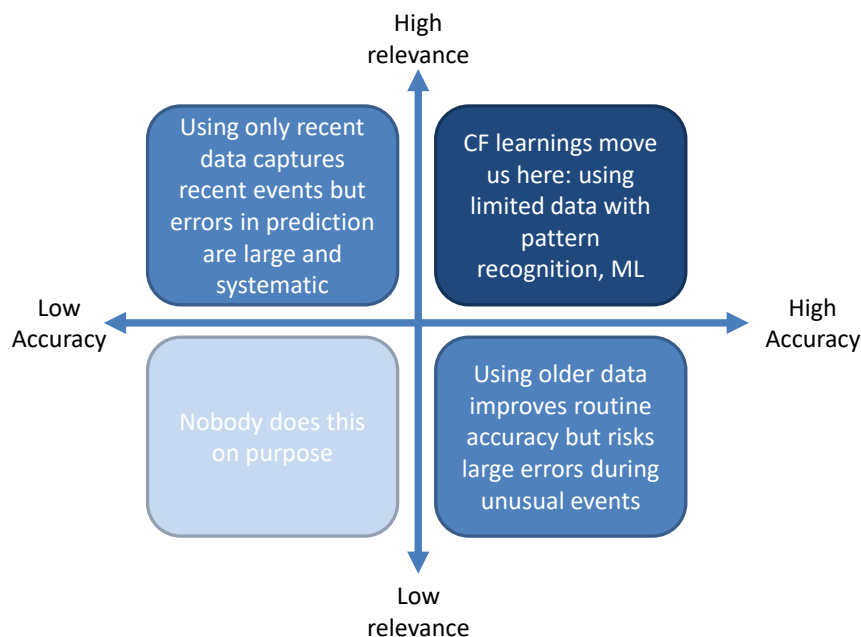 High
relevance
Using only recent
data captures
recent events but
errors in prediction
are large and
systematic
CF learnings move
us here: using
limited data with
pattern
recognition, ML
Low
Accuracy
High
Accuracy
Nobody does this
on purpose
Using older data
improves routine
accuracy but risks
large errors during
unusual events
Low
relevance